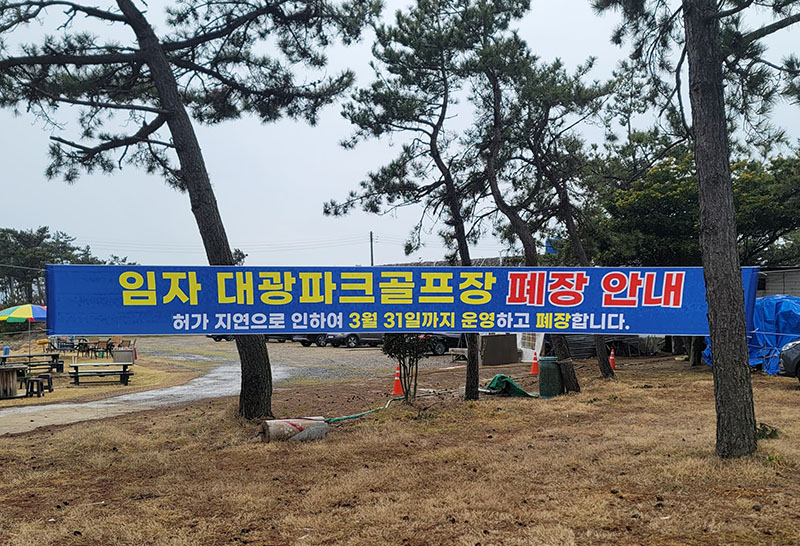 임자 대광파크골프장 폐장 안내
허가 지연으로 인하여 3월 31일까지 운영하고 폐장합니다.